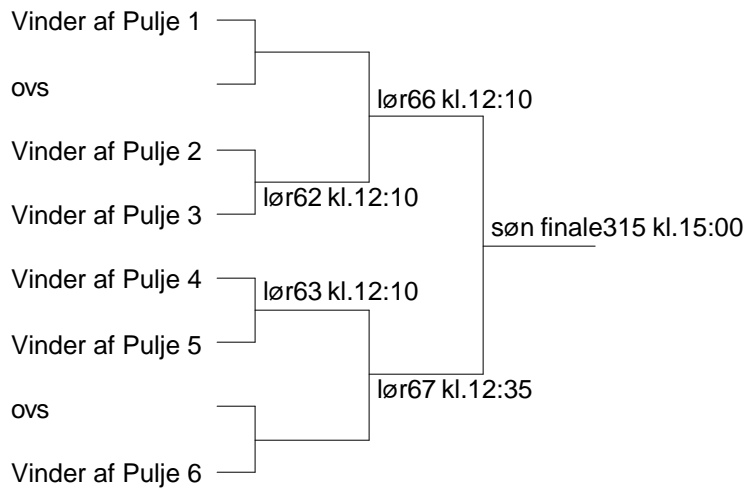 Vinder af Pulje 1
ovs
lør66 kl.12:10
Vinder af Pulje 2
lør62 kl.12:10
Vinder af Pulje 3
søn finale315 kl.15:00
Vinder af Pulje 4
lør63 kl.12:10
Vinder af Pulje 5
lør67 kl.12:35
ovs
Vinder af Pulje 6